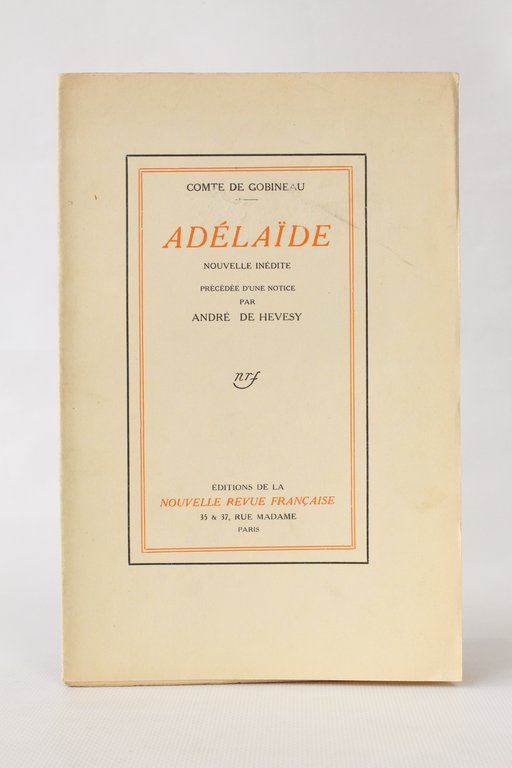 COMTE DE GOBINEAU
ADÉLAÏDE
NOUVELLE INÉDITE
PRÉCÉDÉE D'UNE NOTICE
PAR
ANDRÉ DE HEVESY
nrf
ÉDITIONS DE LA
NOUVELLE REVUE FRANÇAISE
35 & 37, RUE MADAME
PARIS